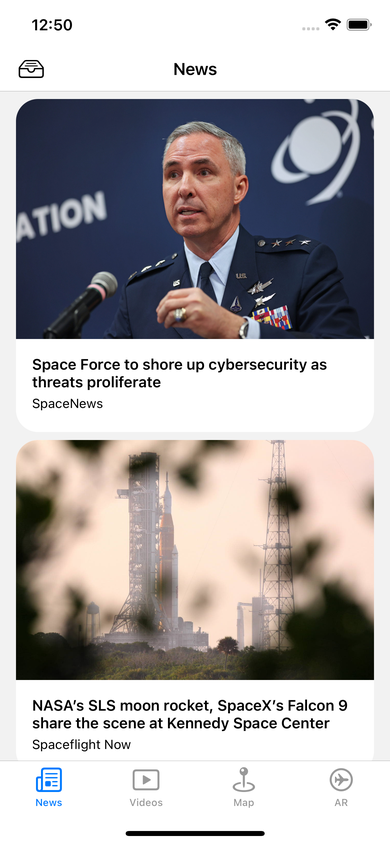 12:50
News
ATION
U.S.
Space Force to shore up cybersecurity as
threats proliferate
SpaceNews
NASA’s SLS moon rocket, SpaceX’s Falcon 9
share the scene at Kennedy Space Center
Spaceflight Now
News
Videos
Map
AR